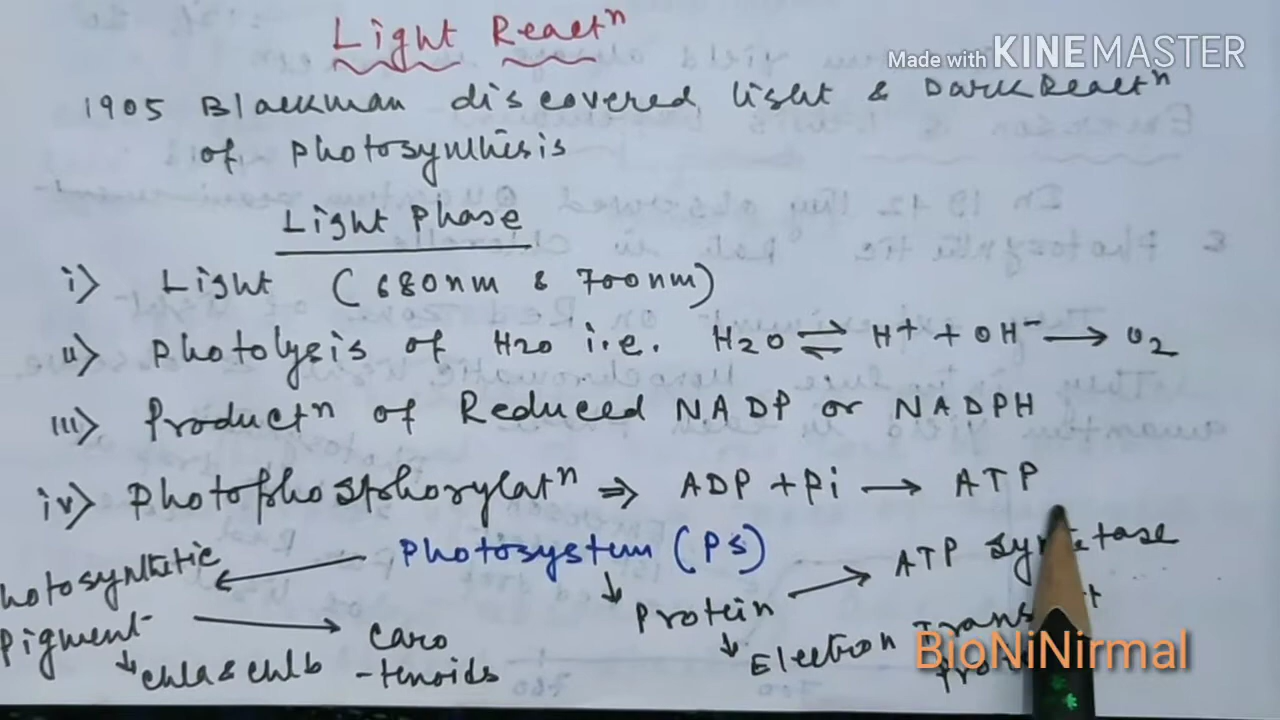 Light Reactⁿ
Made with KINEMASTER
1905 Blackman discovered light & Dark Reactⁿ
of photosynthesis
Light Phase
i) Light (680nm & 700nm)
ii) Photolysis of H2O i.e. H2O ⇌ H+ + OH- → O2
iii) Productⁿ of Reduced NADP or NADPH
iv) Photophosphorylatⁿ ⇒ ADP + Pi → ATP
Photosystem (PS)
hotosynthetic
pigment
chla & chlb
caro
-tenoids
Protein
ATP
Electron
BioNiNirmal